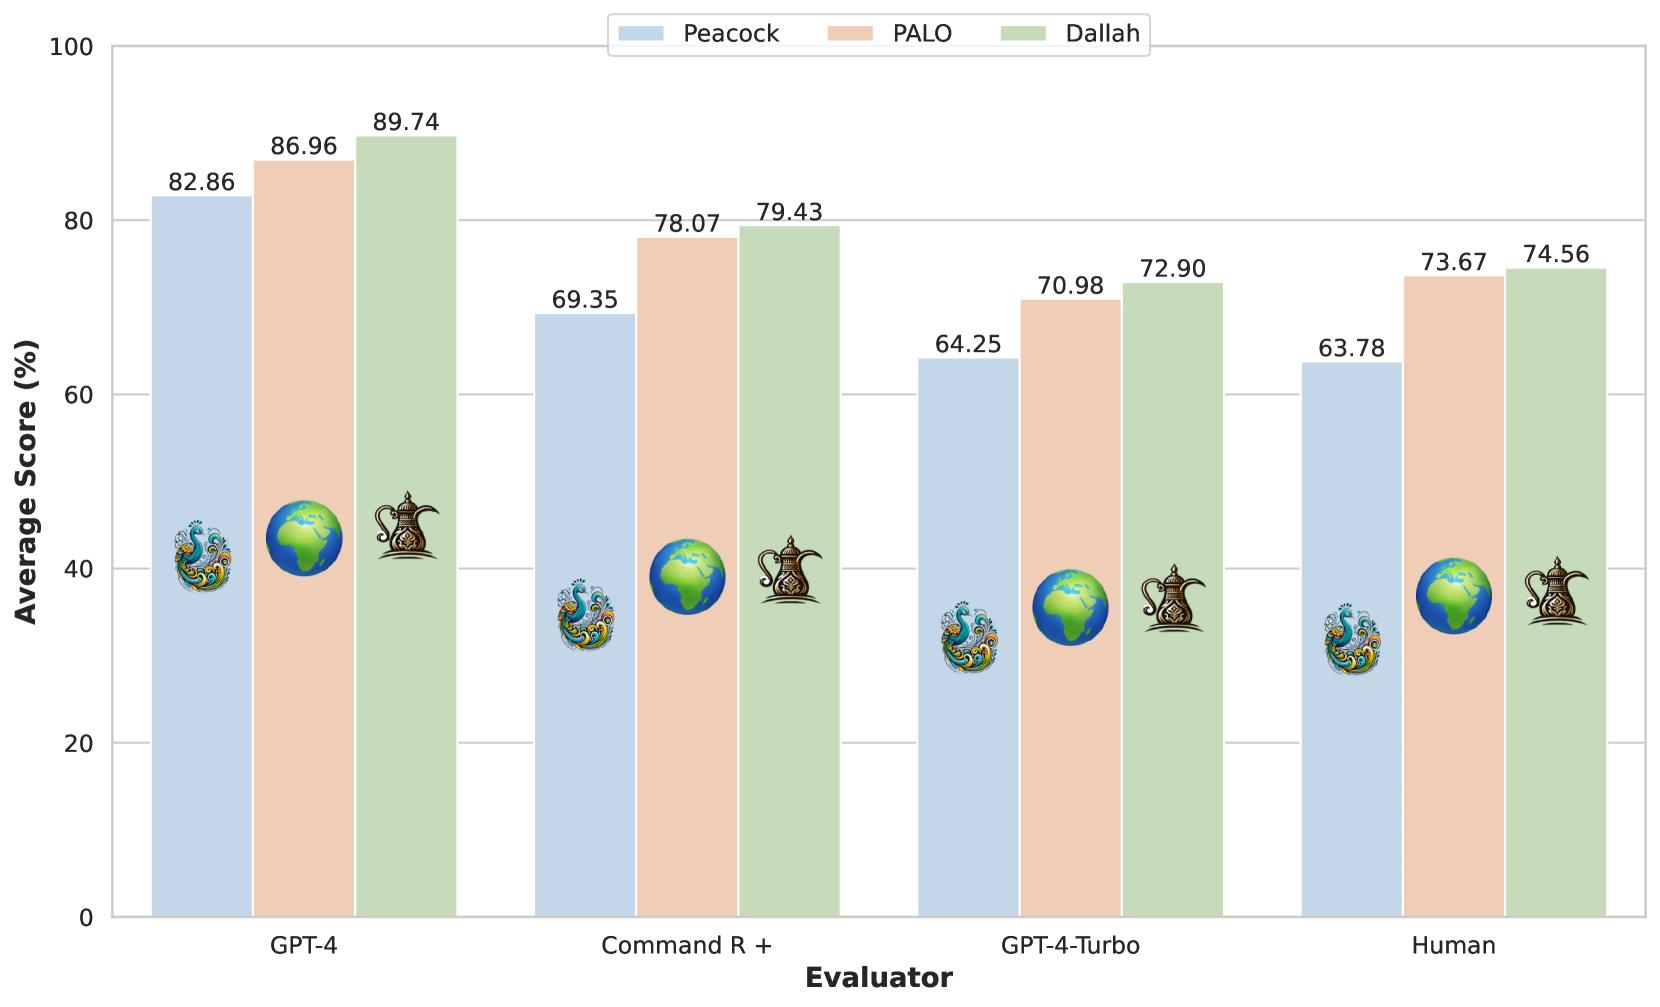 Peacock PALO Dallah
Average Score (%)
100
80
60
40
20
0
82.86 86.96 89.74
69.35 78.07 79.43
64.25 70.98 72.90
63.78 73.67 74.56
GPT-4 Command R + GPT-4-Turbo Human
Evaluator